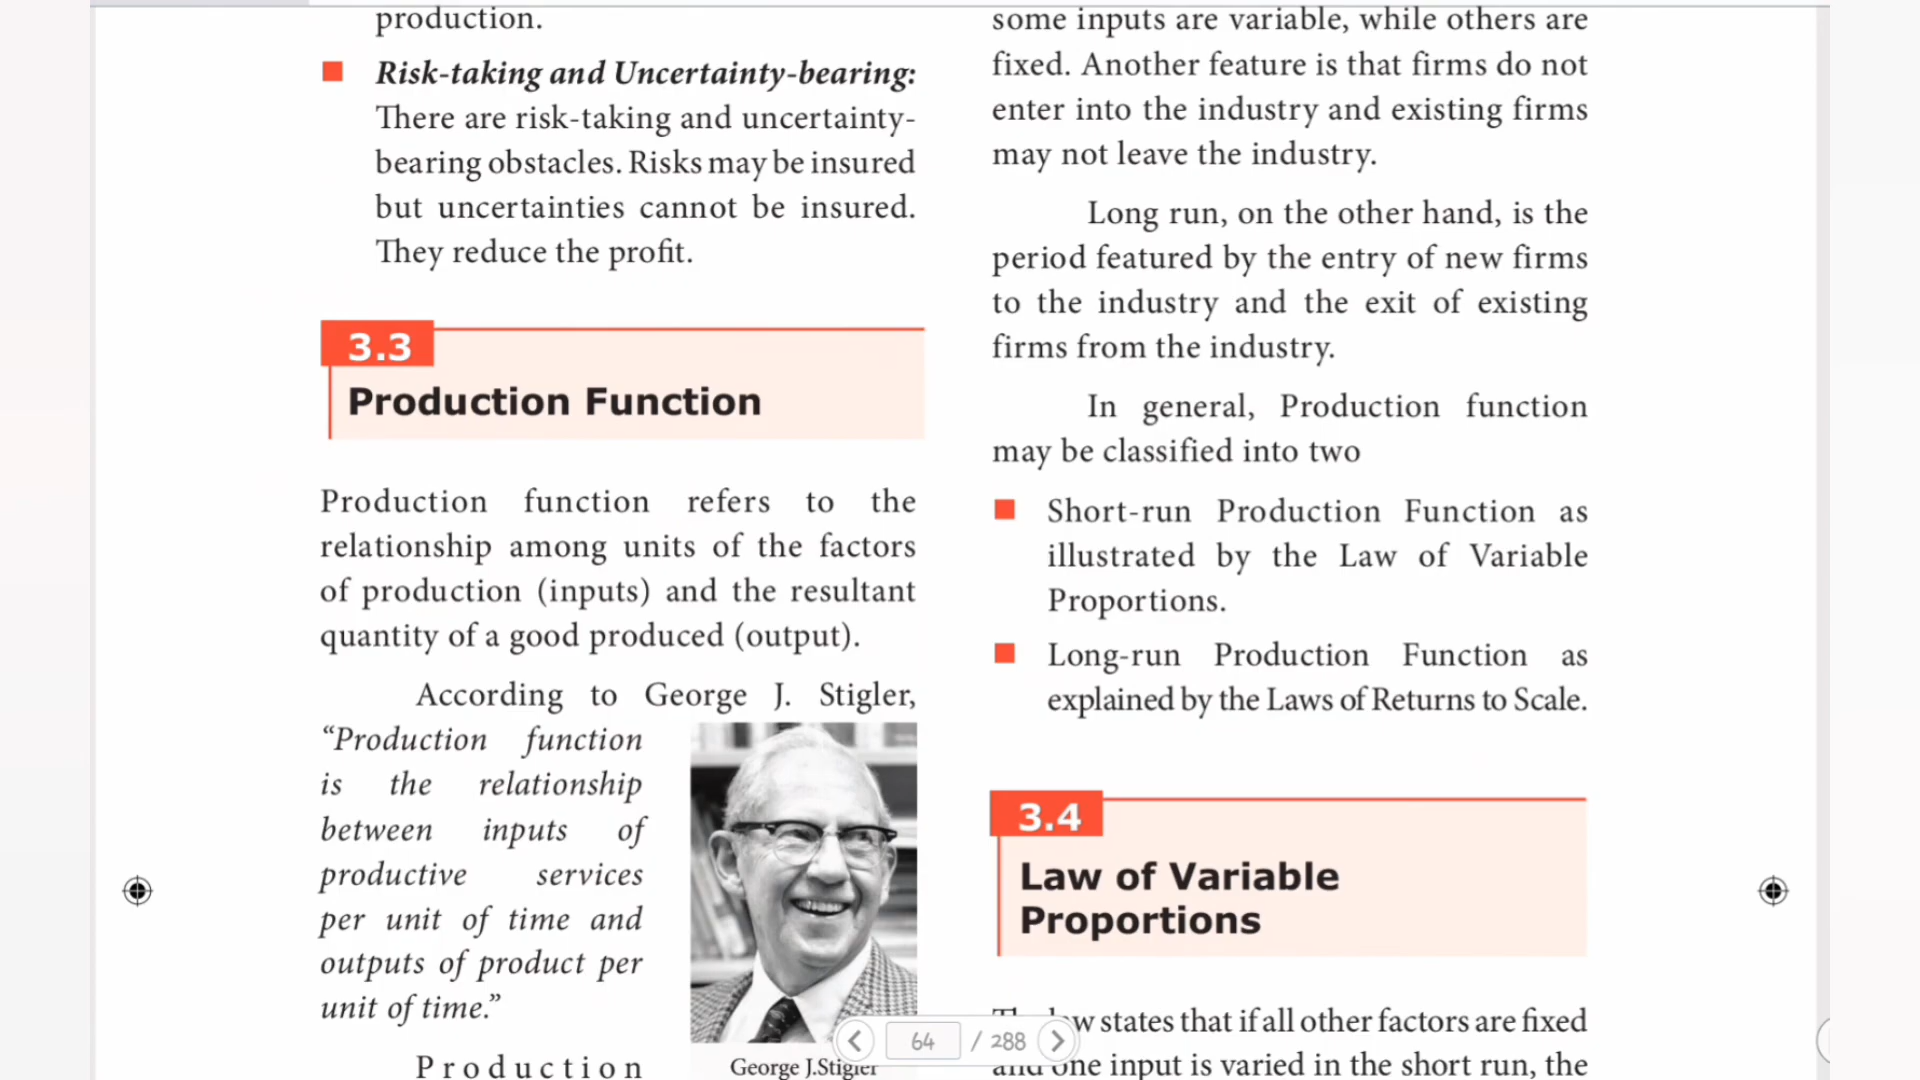 production.
Risk-taking and Uncertainty-bearing:
There are risk-taking and uncertainty-
bearing obstacles. Risks may be insured
but uncertainties cannot be insured.
They reduce the profit.
3.3
Production Function
Production function refers to the
relationship among units of the factors
of production (inputs) and the resultant
quantity of a good produced (output).
According to George J. Stigler,
“Production function
is the relationship
between inputs of
productive services
per unit of time and
outputs of product per
unit of time.”
George J.Stigler
Production
some inputs are variable, while others are
fixed. Another feature is that firms do not
enter into the industry and existing firms
may not leave the industry.
Long run, on the other hand, is the
period featured by the entry of new firms
to the industry and the exit of existing
firms from the industry.
In general, Production function
may be classified into two
Short-run Production Function as
illustrated by the Law of Variable
Proportions.
Long-run Production Function as
explained by the Laws of Returns to Scale.
3.4
Law of Variable
Proportions
states that if all other factors are fixed
and one input is varied in the short run, the
64 / 288